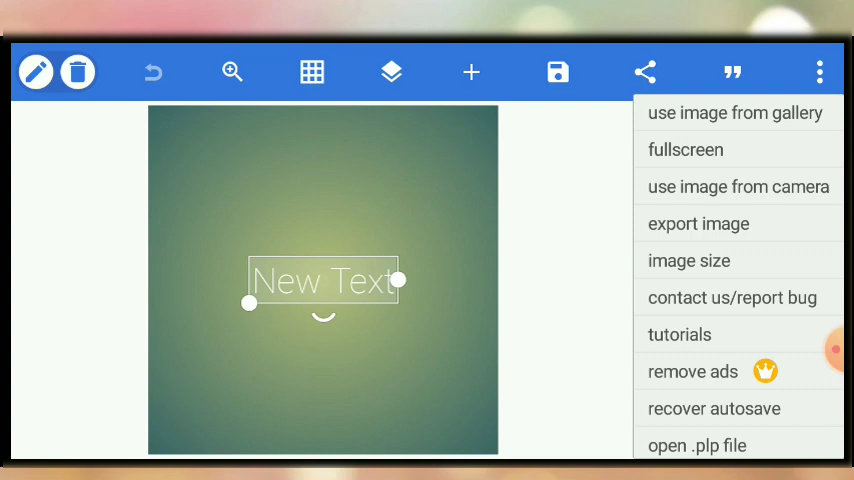 New Text
use image from gallery
fullscreen
use image from camera
export image
image size
contact us/report bug
tutorials
remove ads
recover autosave
open .plp file